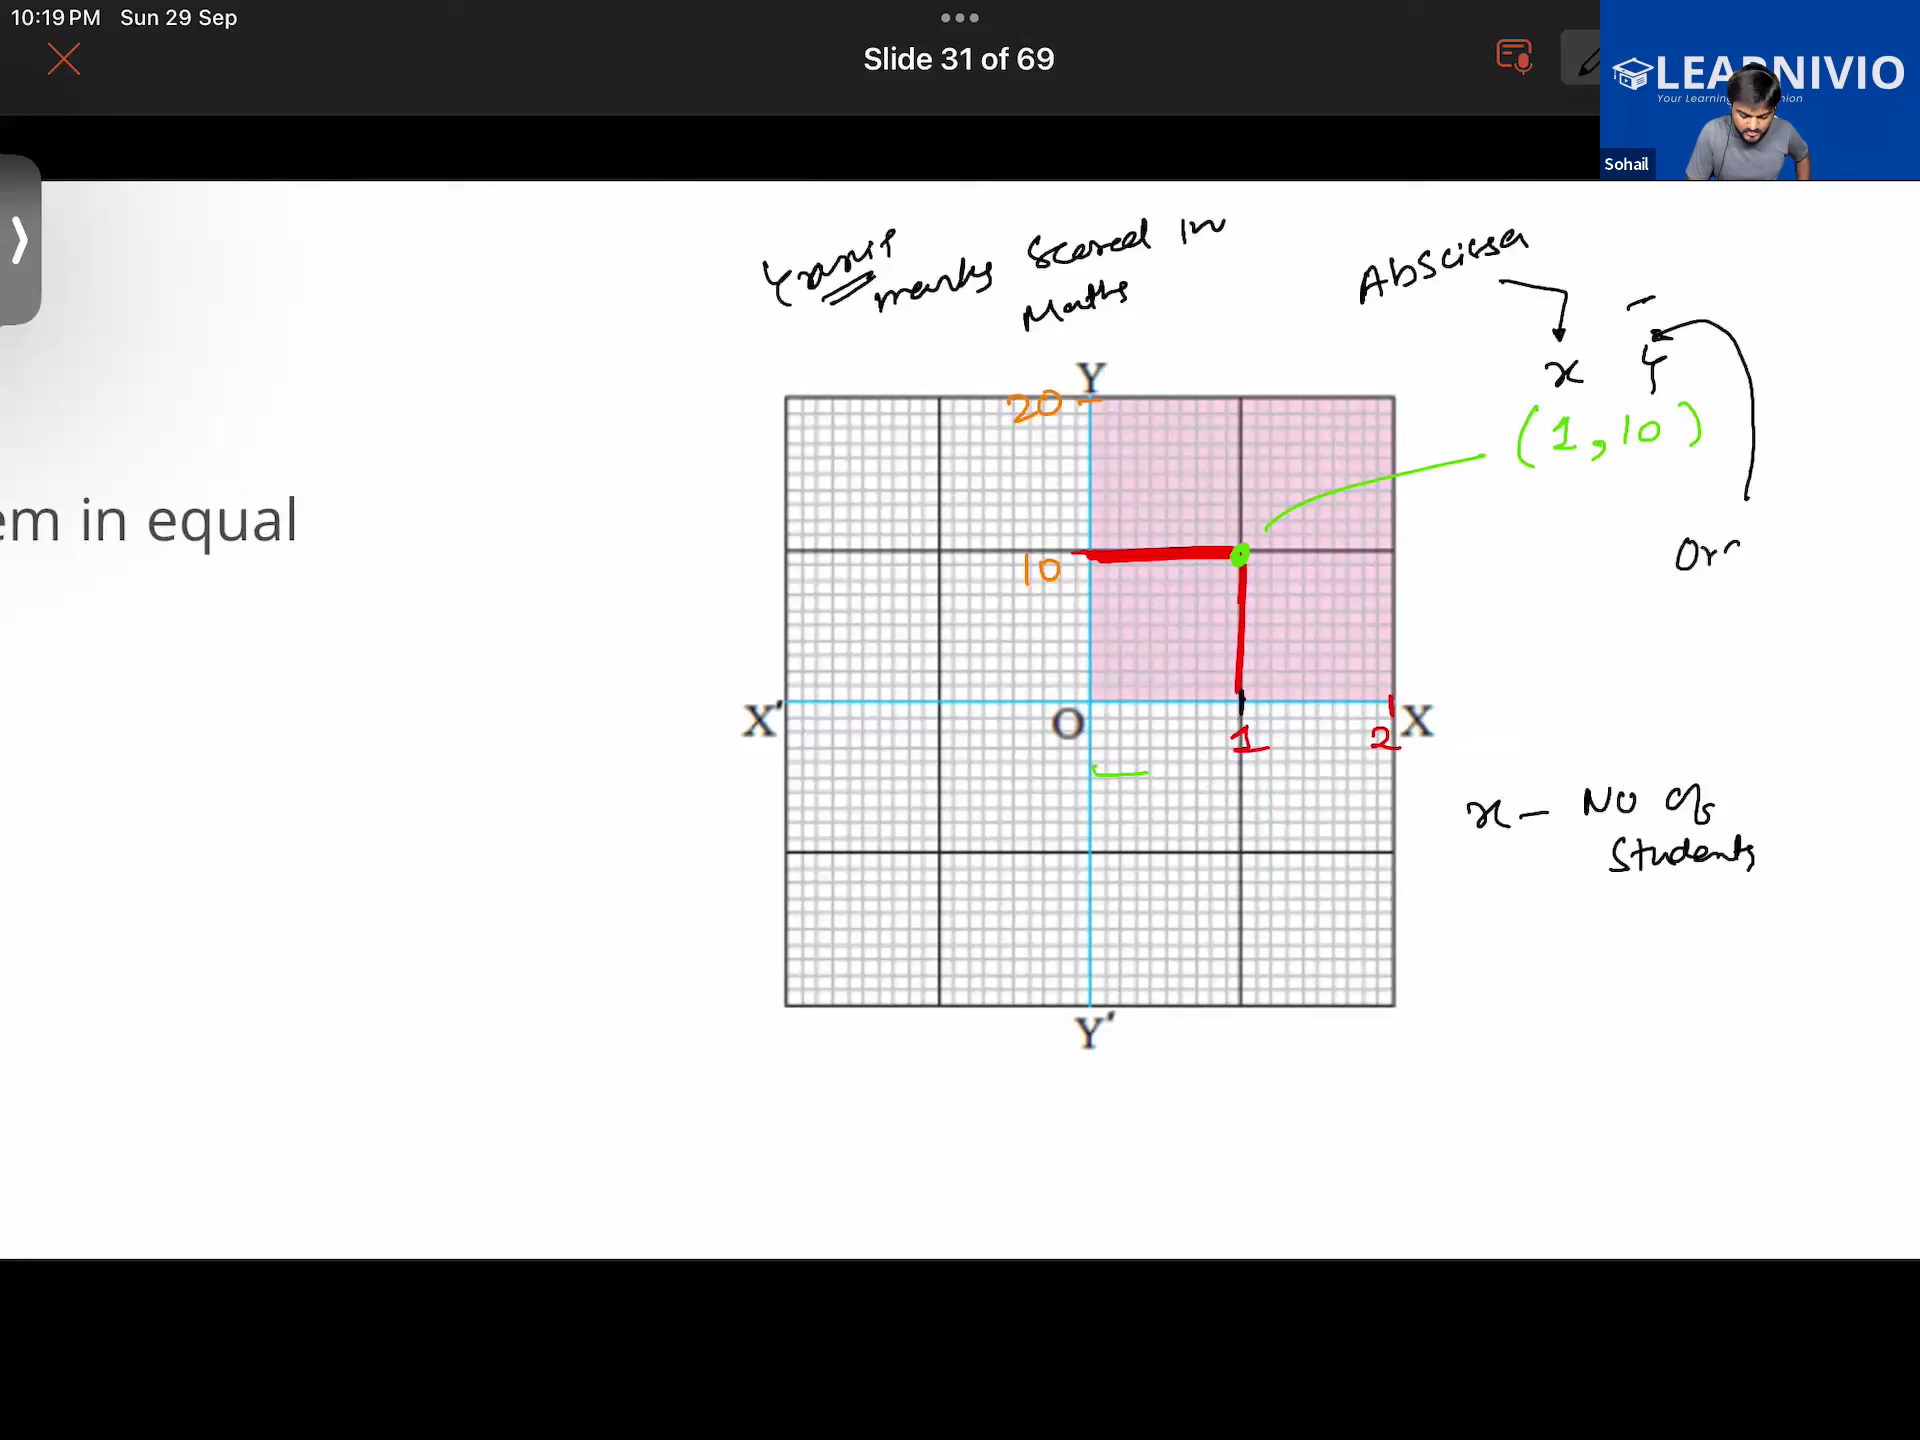 10:19 PM Sun 29 Sep
Slide 31 of 69
LEARNIVIO
Sohail
marks Scored in
Maths
Abscissa
x Y
(1, 10)
Y
20
em in equal
10
Or
X'
O
1
2
X
x – No of
Students
Y'